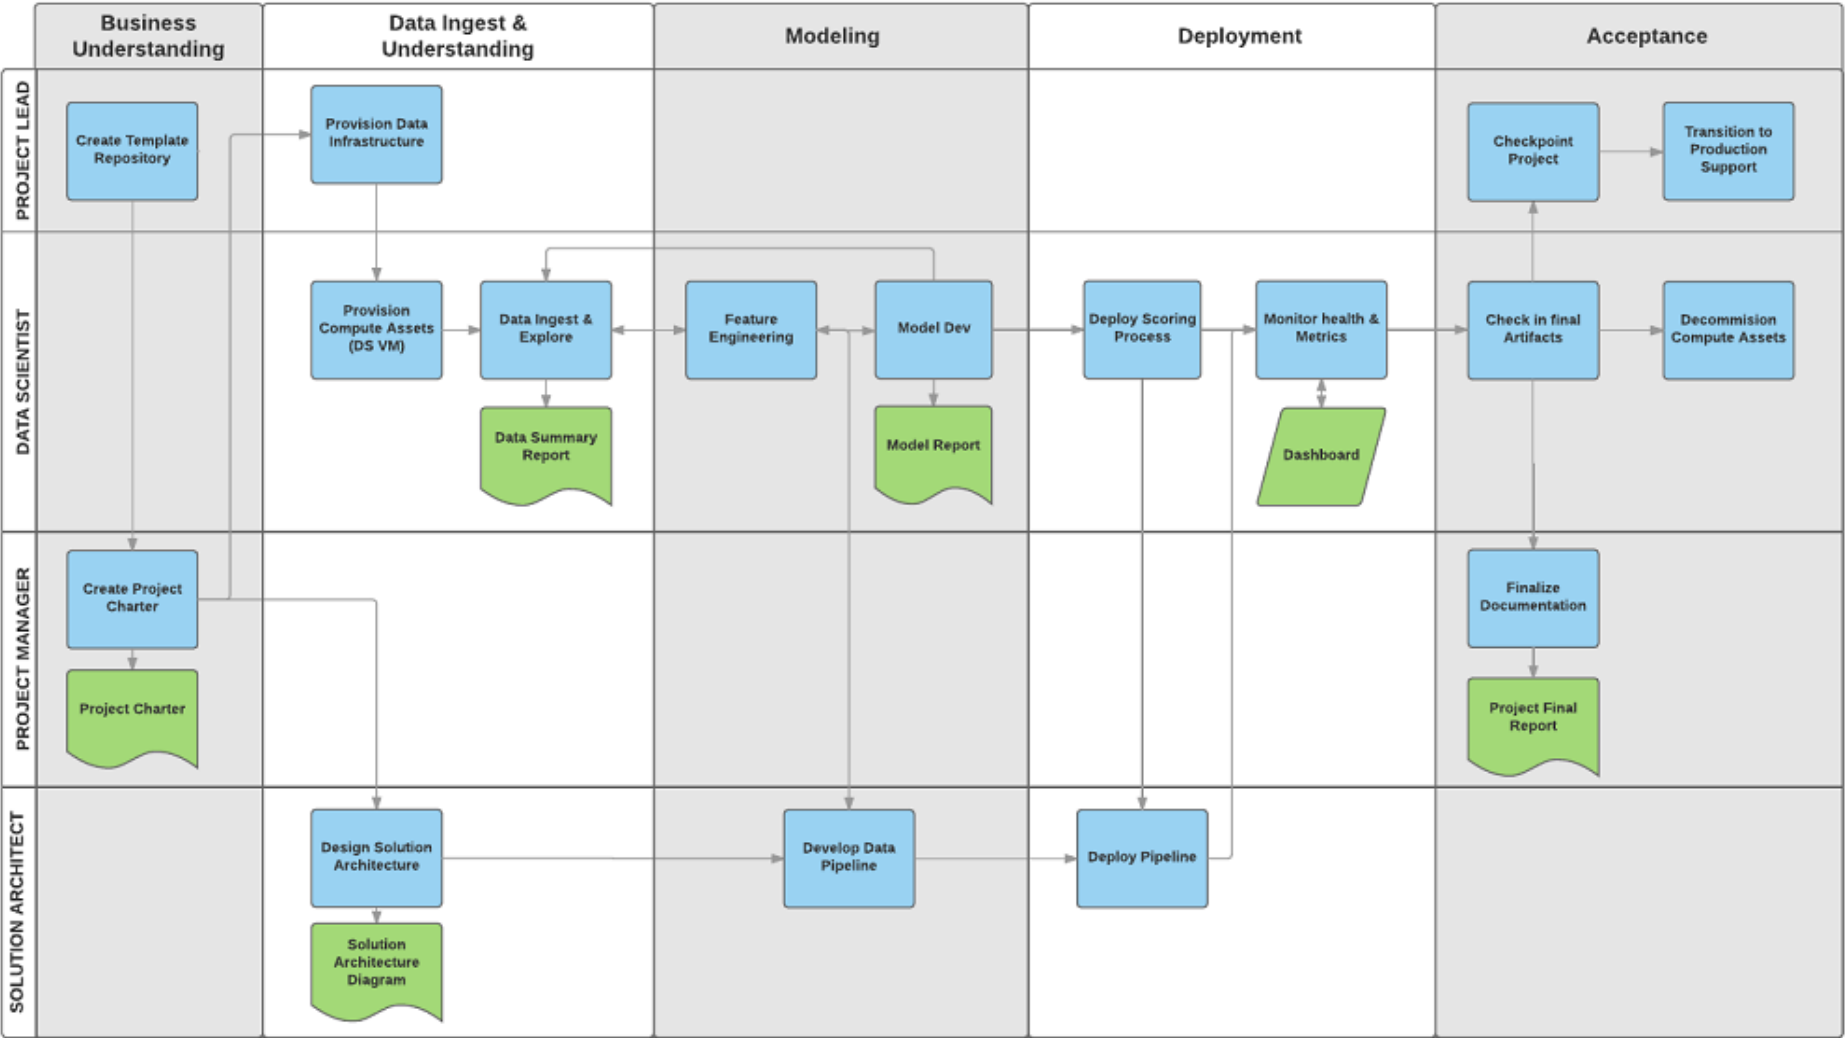 Business
Understanding
Data Ingest &
Understanding
Modeling
Deployment
Acceptance
PROJECT LEAD
Create Template
Repository
Provision Data
Infrastructure
Checkpoint
Project
Transition to
Production
Support
DATA SCIENTIST
Provision
Compute Assets
(DS VM)
Data Ingest &
Explore
Feature
Engineering
Model Dev
Deploy Scoring
Process
Monitor health &
Metrics
Check in final
Artifacts
Decommision
Compute Assets
Data Summary
Report
Model Report
Dashboard
PROJECT MANAGER
Create Project
Charter
Finalize
Documentation
Project Charter
Project Final
Report
SOLUTION ARCHITECT
Design Solution
Architecture
Develop Data
Pipeline
Deploy Pipeline
Solution
Architecture
Diagram